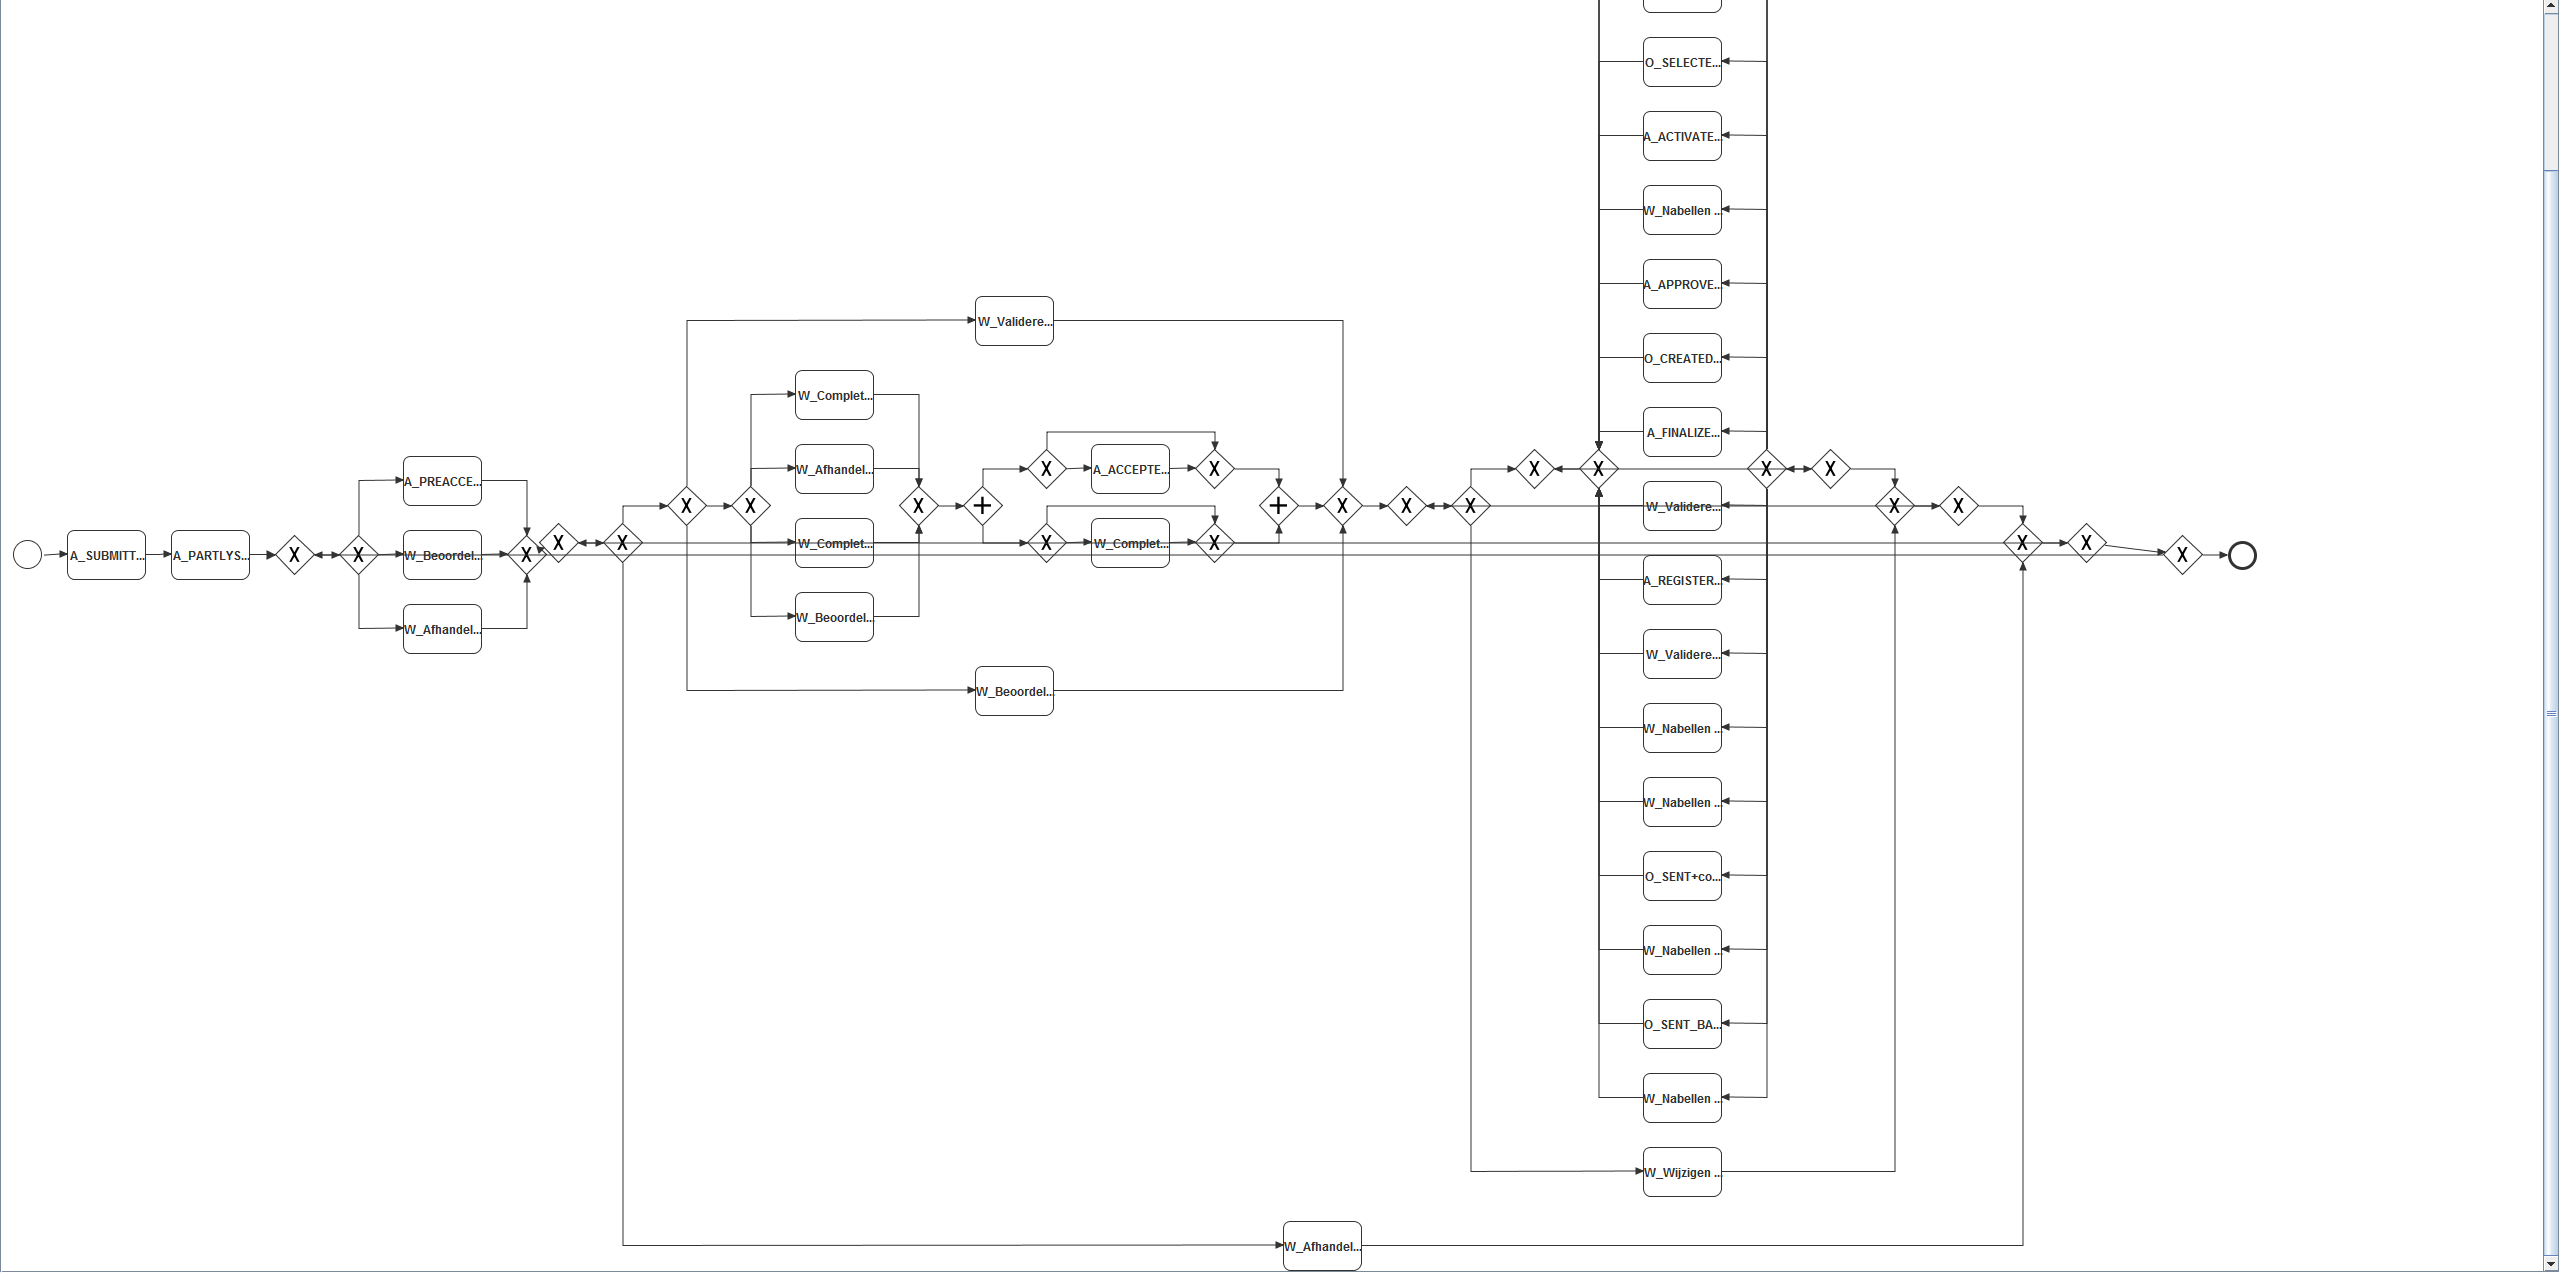 A_SUBMITT...
A_PARTLYS...
X
X
A_PREACCE...
W_Beoordel...
W_Afhandel...
X
X
X
X
X
W_Validere...
W_Complet...
W_Afhandel...
W_Complet...
W_Beoordel...
X
+
X
A_ACCEPTE...
X
X
W_Complet...
X
W_Beoordel...
+
X
X
X
X
X
O_SELECTE...
A_ACTIVATE...
W_Nabellen ...
A_APPROVE...
O_CREATED...
A_FINALIZE...
W_Validere...
A_REGISTER...
W_Validere...
W_Nabellen ...
W_Nabellen ...
O_SENT+co...
W_Nabellen ...
O_SENT_BA...
W_Nabellen ...
W_Wijzigen ...
W_Afhandel...
X
X
X
X
X
X
X